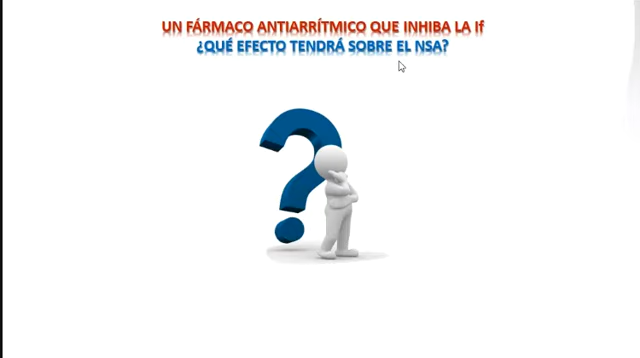 UN FÁRMACO ANTIARRÍTMICO QUE INHIBA LA If
¿QUÉ EFECTO TENDRÁ SOBRE EL NSA?